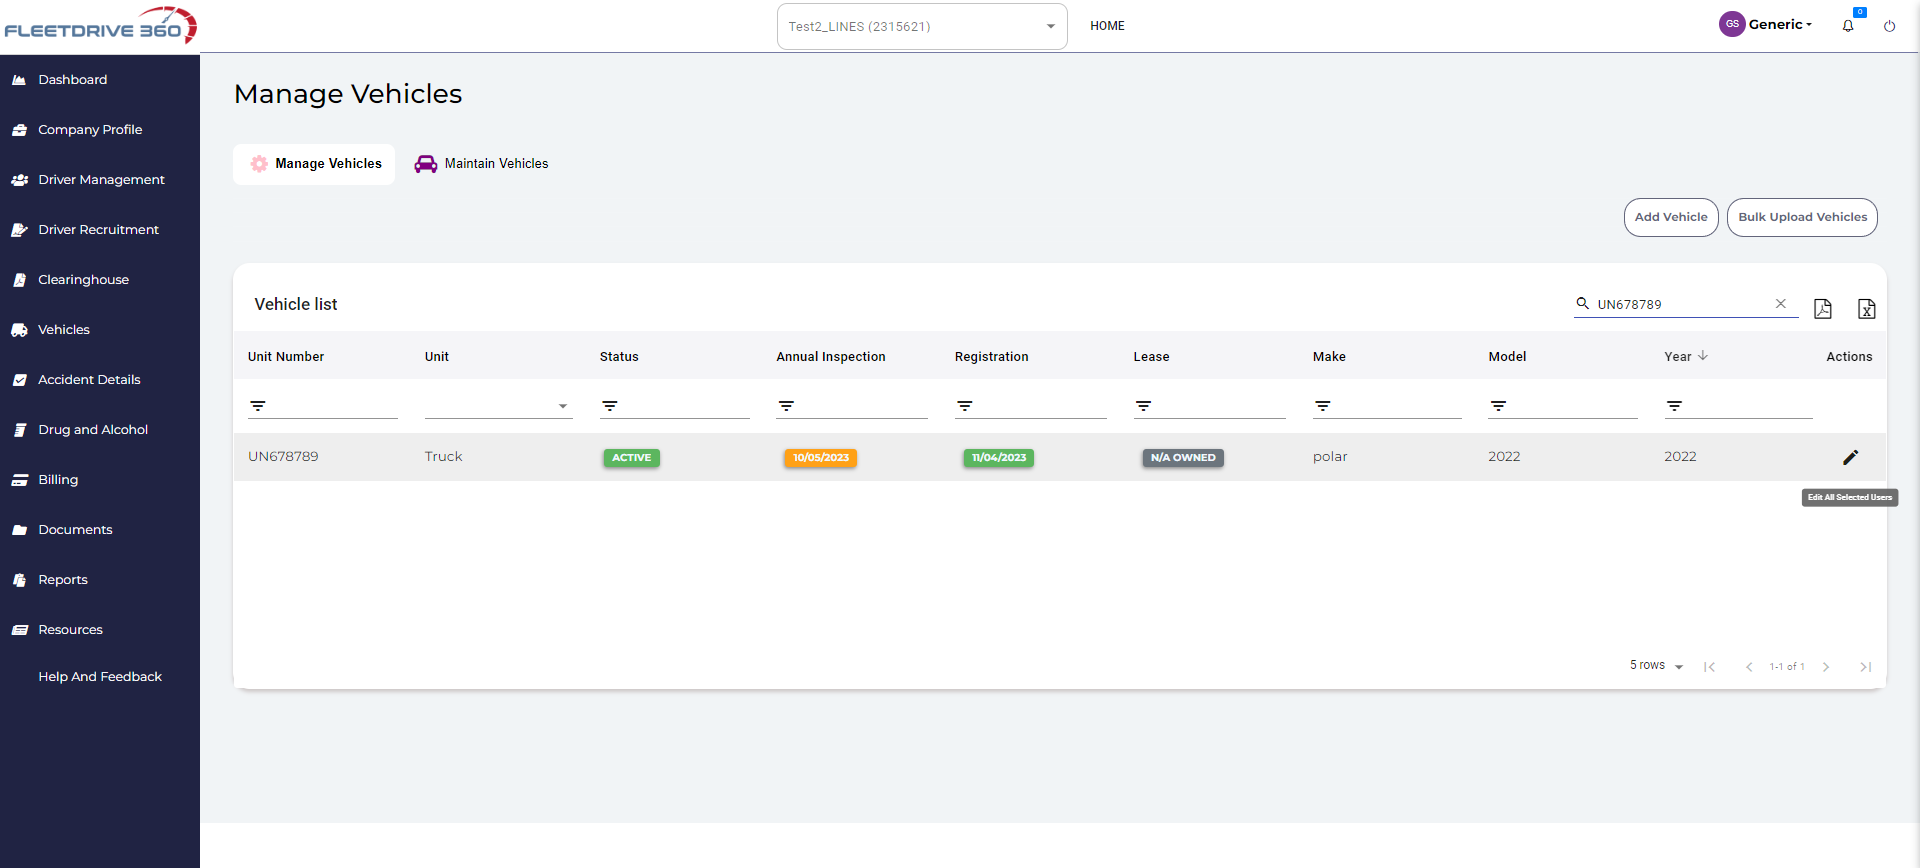 FLEETDRIVE 360
Test2_LINES (2315621)
HOME
GS
Generic
0
Dashboard
Company Profile
Driver Management
Driver Recruitment
Clearinghouse
Vehicles
Accident Details
Drug and Alcohol
Billing
Documents
Reports
Resources
Help And Feedback
Manage Vehicles
Manage Vehicles
Maintain Vehicles
Add Vehicle
Bulk Upload Vehicles
Vehicle list
UN678789
Unit Number Unit Status Annual Inspection Registration Lease Make Model Year Actions
UN678789 Truck ACTIVE 10/05/2023 11/04/2023 N/A OWNED polar 2022 2022
Edit All Selected Users
5 rows
1-1 of 1